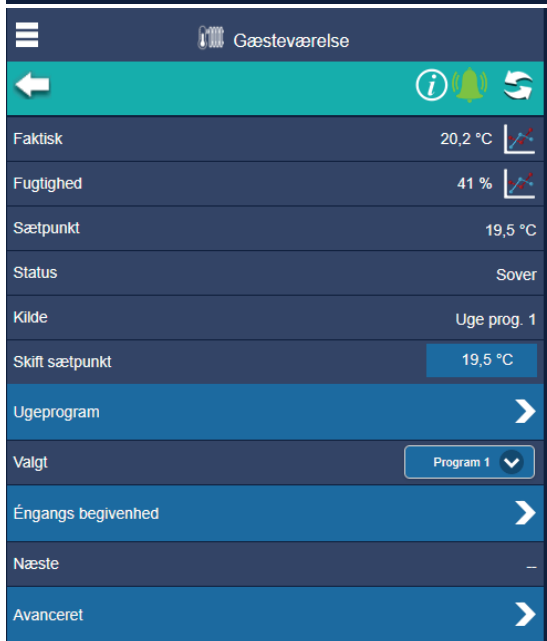 Gæsteværelse
Faktisk 20,2 °C
Fugtighed 41 %
Sætpunkt 19,5 °C
Status Sover
Kilde Uge prog. 1
Skift sætpunkt 19,5 °C
Ugeprogram
Valgt Program 1
Éngangs begivenhed
Næste --
Avanceret